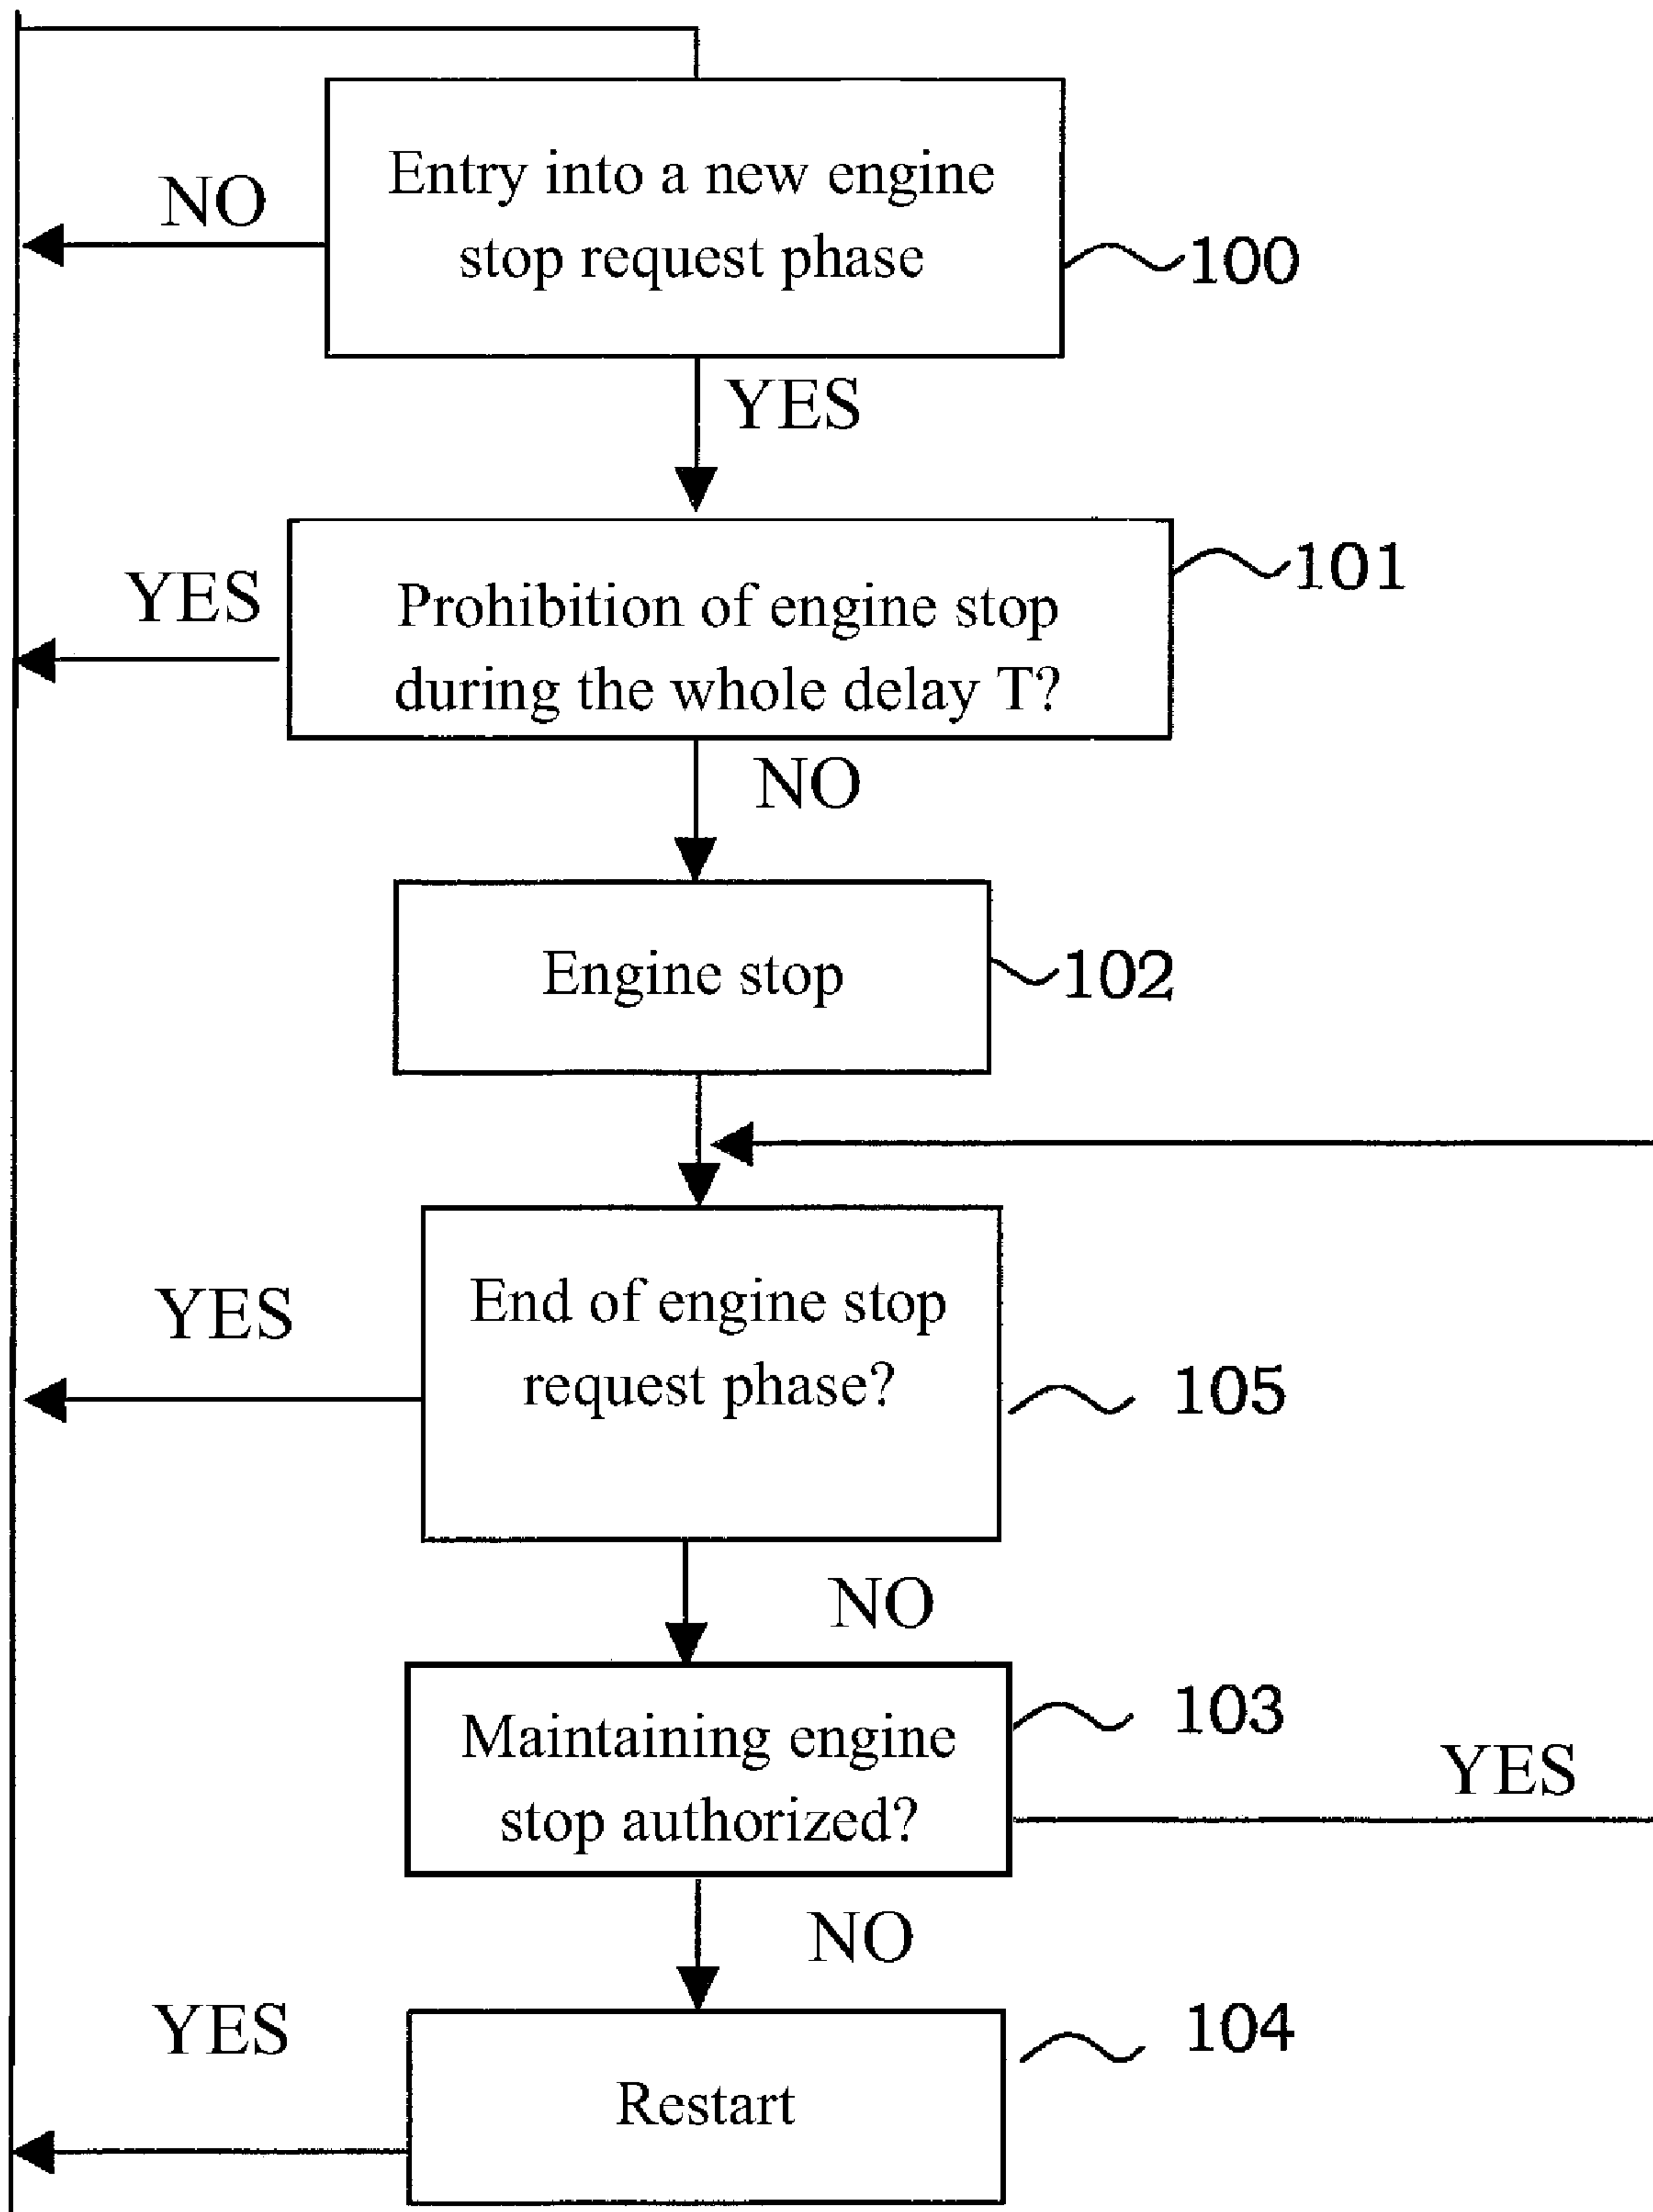 Entry into a new engine
stop request phase
NO
100
YES
Prohibition of engine stop
during the whole delay T?
101
YES
NO
Engine stop
102
End of engine stop
request phase?
YES
105
NO
Maintaining engine
stop authorized?
103
YES
NO
Restart
104
YES